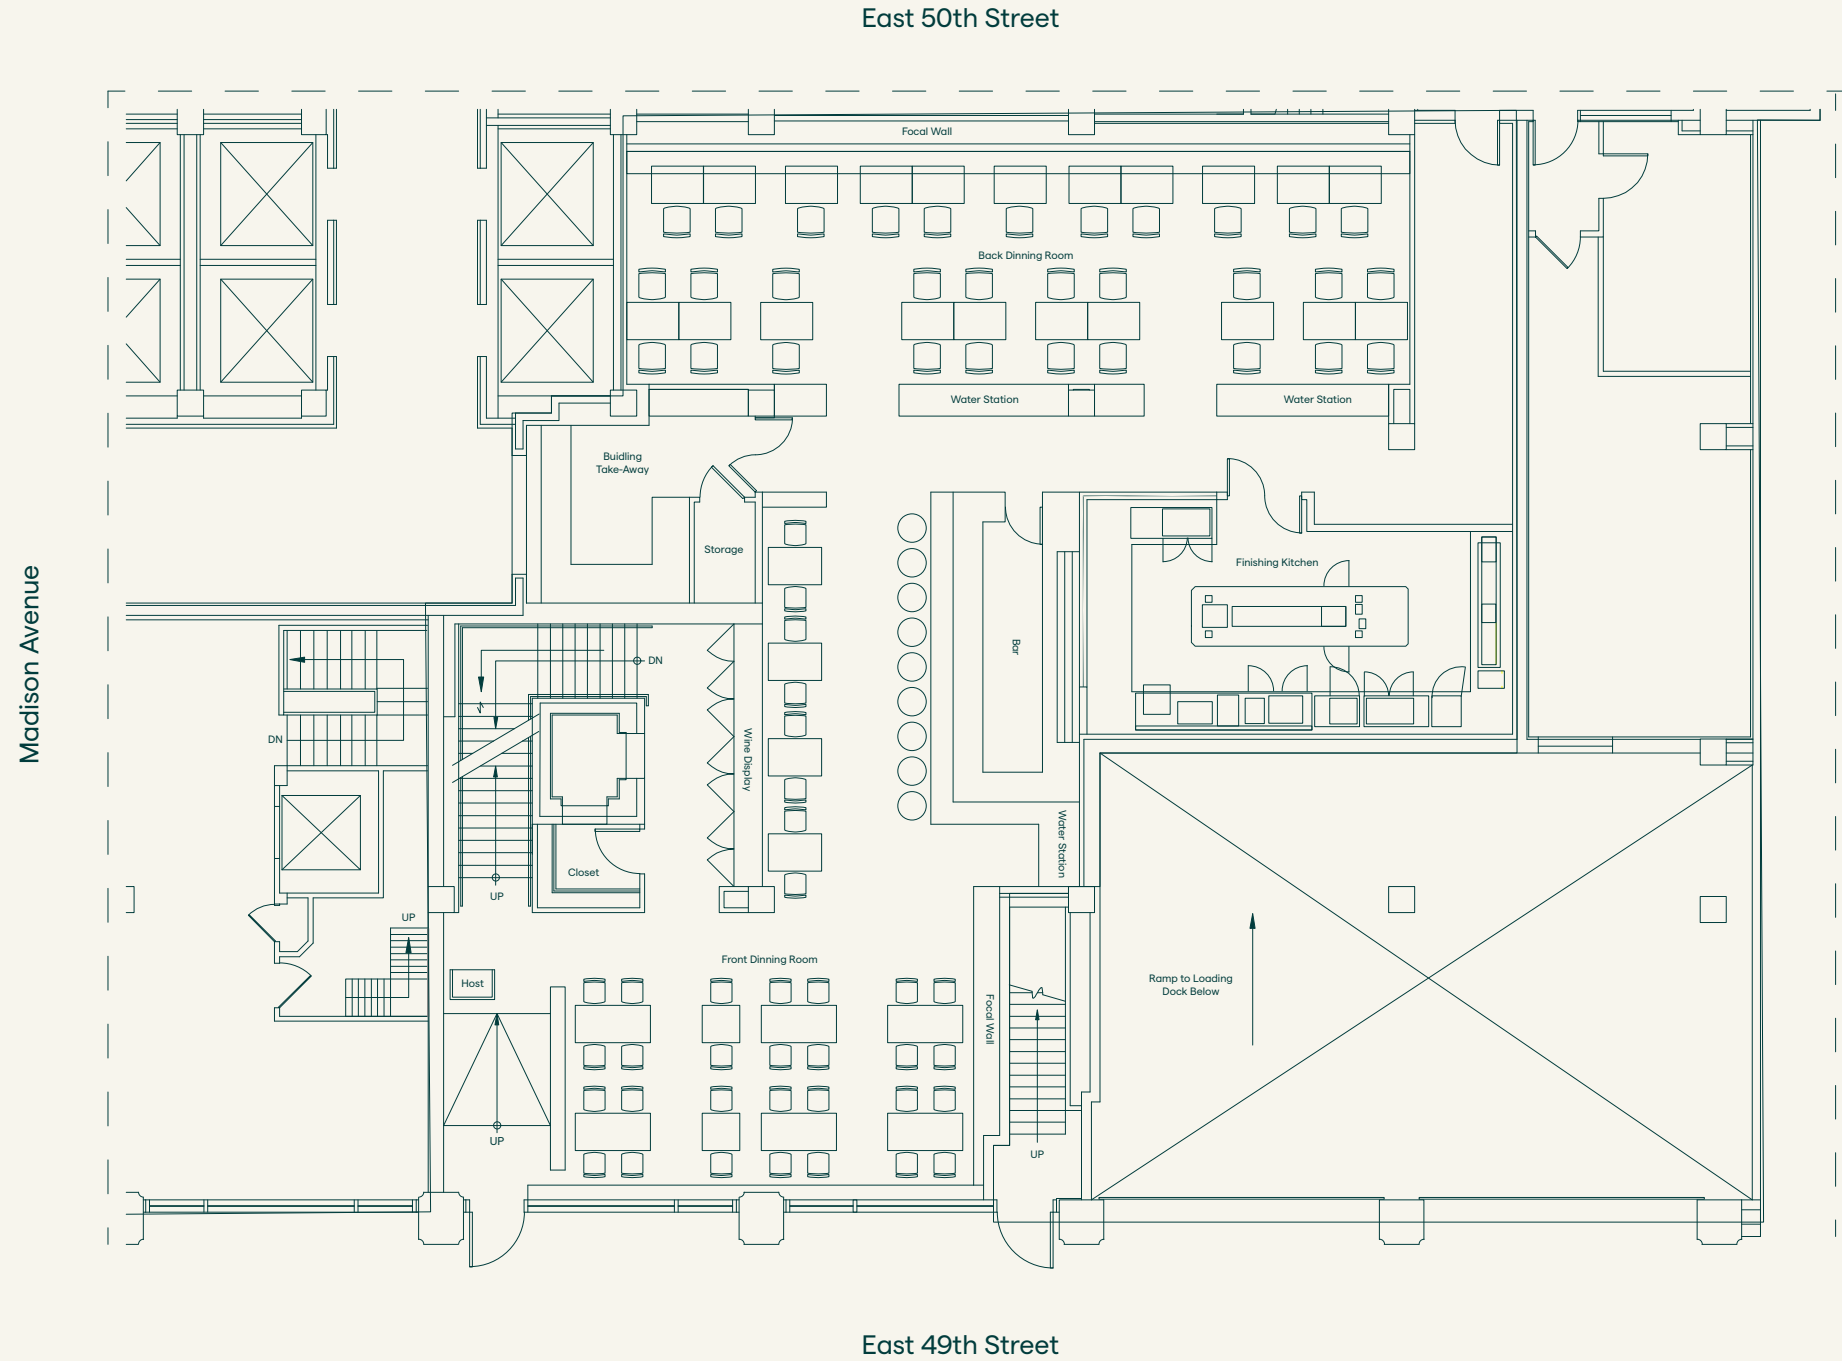 East 50th Street
Focal Wall
Back Dinning Room
Water Station
Water Station
Buidling
Take-Away
Storage
Finishing Kitchen
Bar
DN
DN
Wine Display
Madison Avenue
Water Station
Closet
UP
UP
Front Dinning Room
Host
Focal Wall
Ramp to Loading
Dock Below
UP
UP
East 49th Street